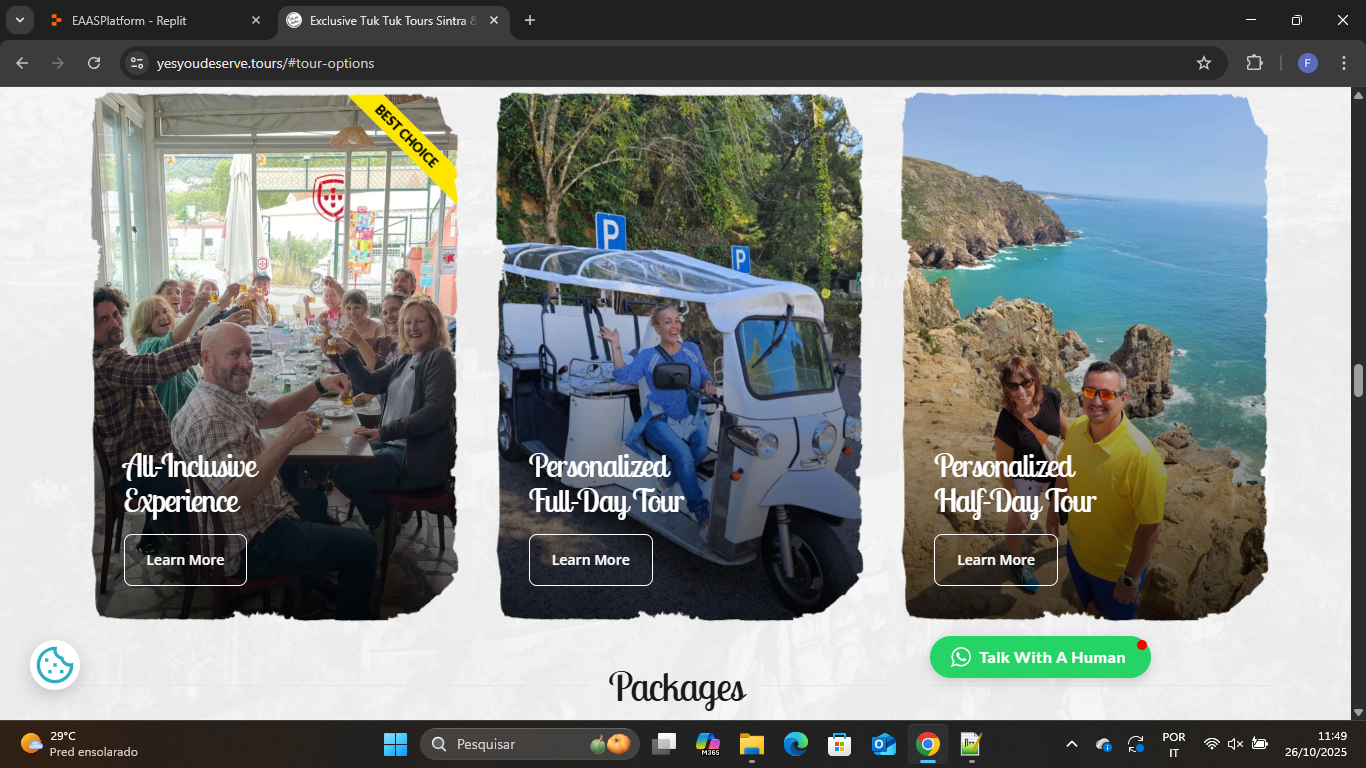 EAASPlatform - Replit
Exclusive Tuk Tuk Tours Sintra &
yesyoudeserve.tours/#tour-options
F
BEST CHOICE
P
P
All-Inclusive
Experience
Learn More
Personalized
Full-Day Tour
Learn More
Personalized
Half-Day Tour
Learn More
Talk With A Human
Packages
29°C
Pred ensolarado
Pesquisar
M365
POR
IT
11:49
26/10/2025